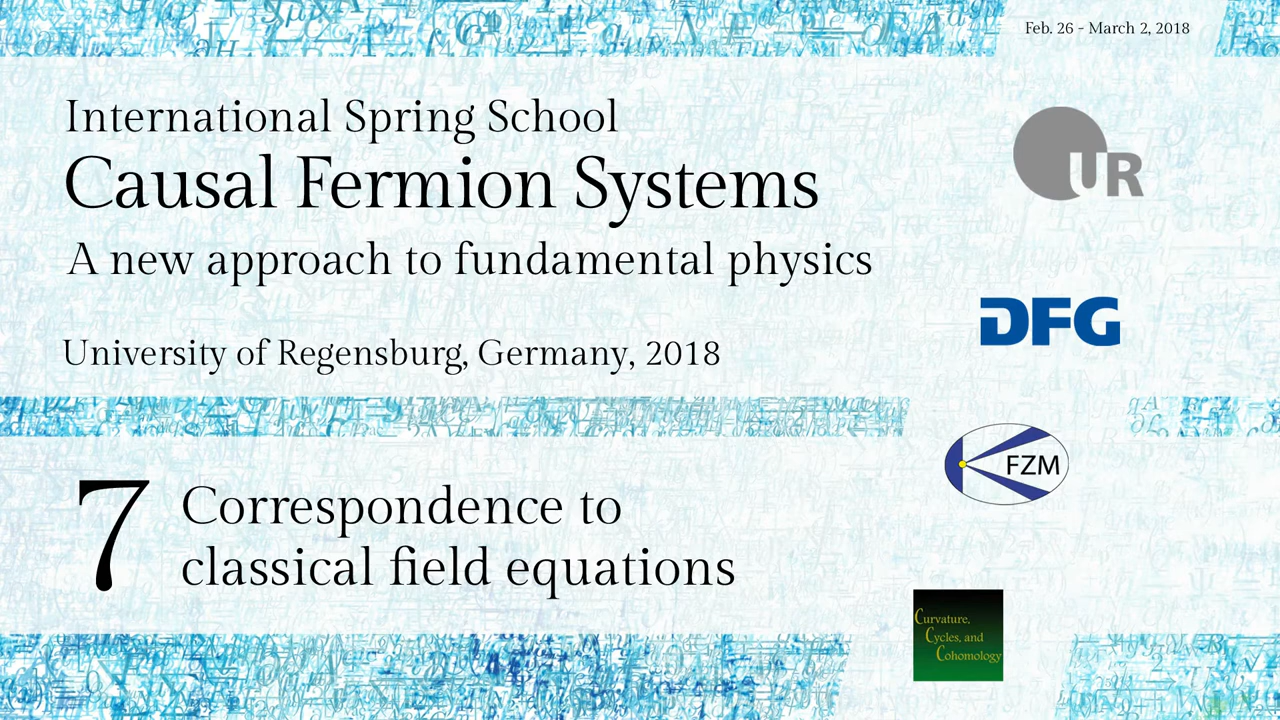 Feb. 26 - March 2, 2018
International Spring School
Causal Fermion Systems
A new approach to fundamental physics
University of Regensburg, Germany, 2018
7
Correspondence to
classical field equations
UR
DFG
FZM
Curvature,
Cycles, and
Cohomology